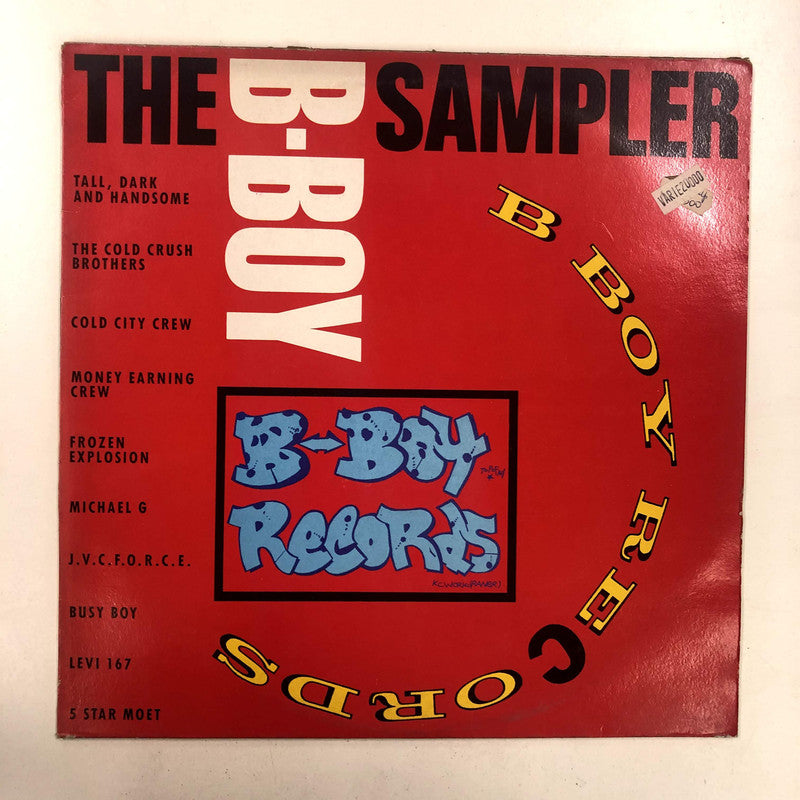 THE B-BOY SAMPLER
TALL, DARK
AND HANDSOME
THE COLD CRUSH
BROTHERS
COLD CITY CREW
MONEY EARNING
CREW
FROZEN
EXPLOSION
MICHAEL G
J.V.C.F.O.R.C.E.
BUSY BOY
LEVI 167
5 STAR MOET
VARIEZUODD
B BOY RECORDS
B-BOY
RECORDS